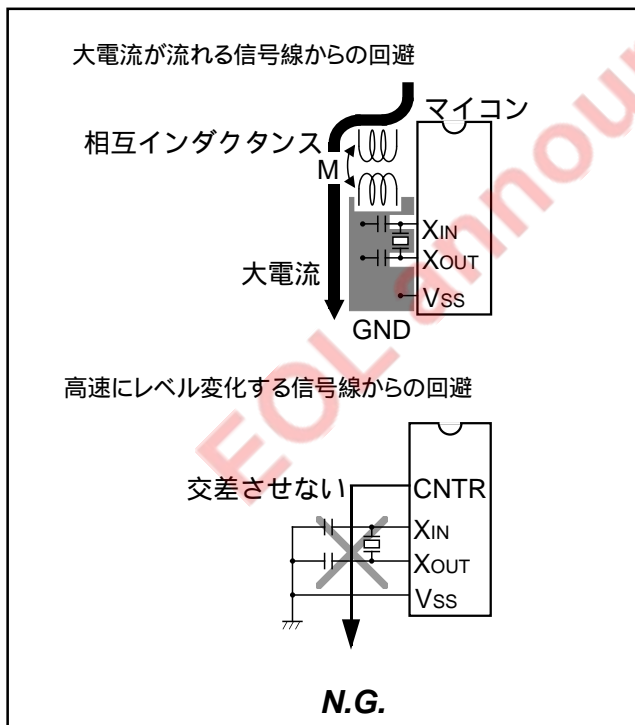 大電流が流れる信号線からの回避
マイコン
相互インダクタンス
M
XIN
XOUT
大電流
VSS
GND
高速にレベル変化する信号線からの回避
交差させない
CNTR
XIN
XOUT
VSS
N.G.
EOL announ